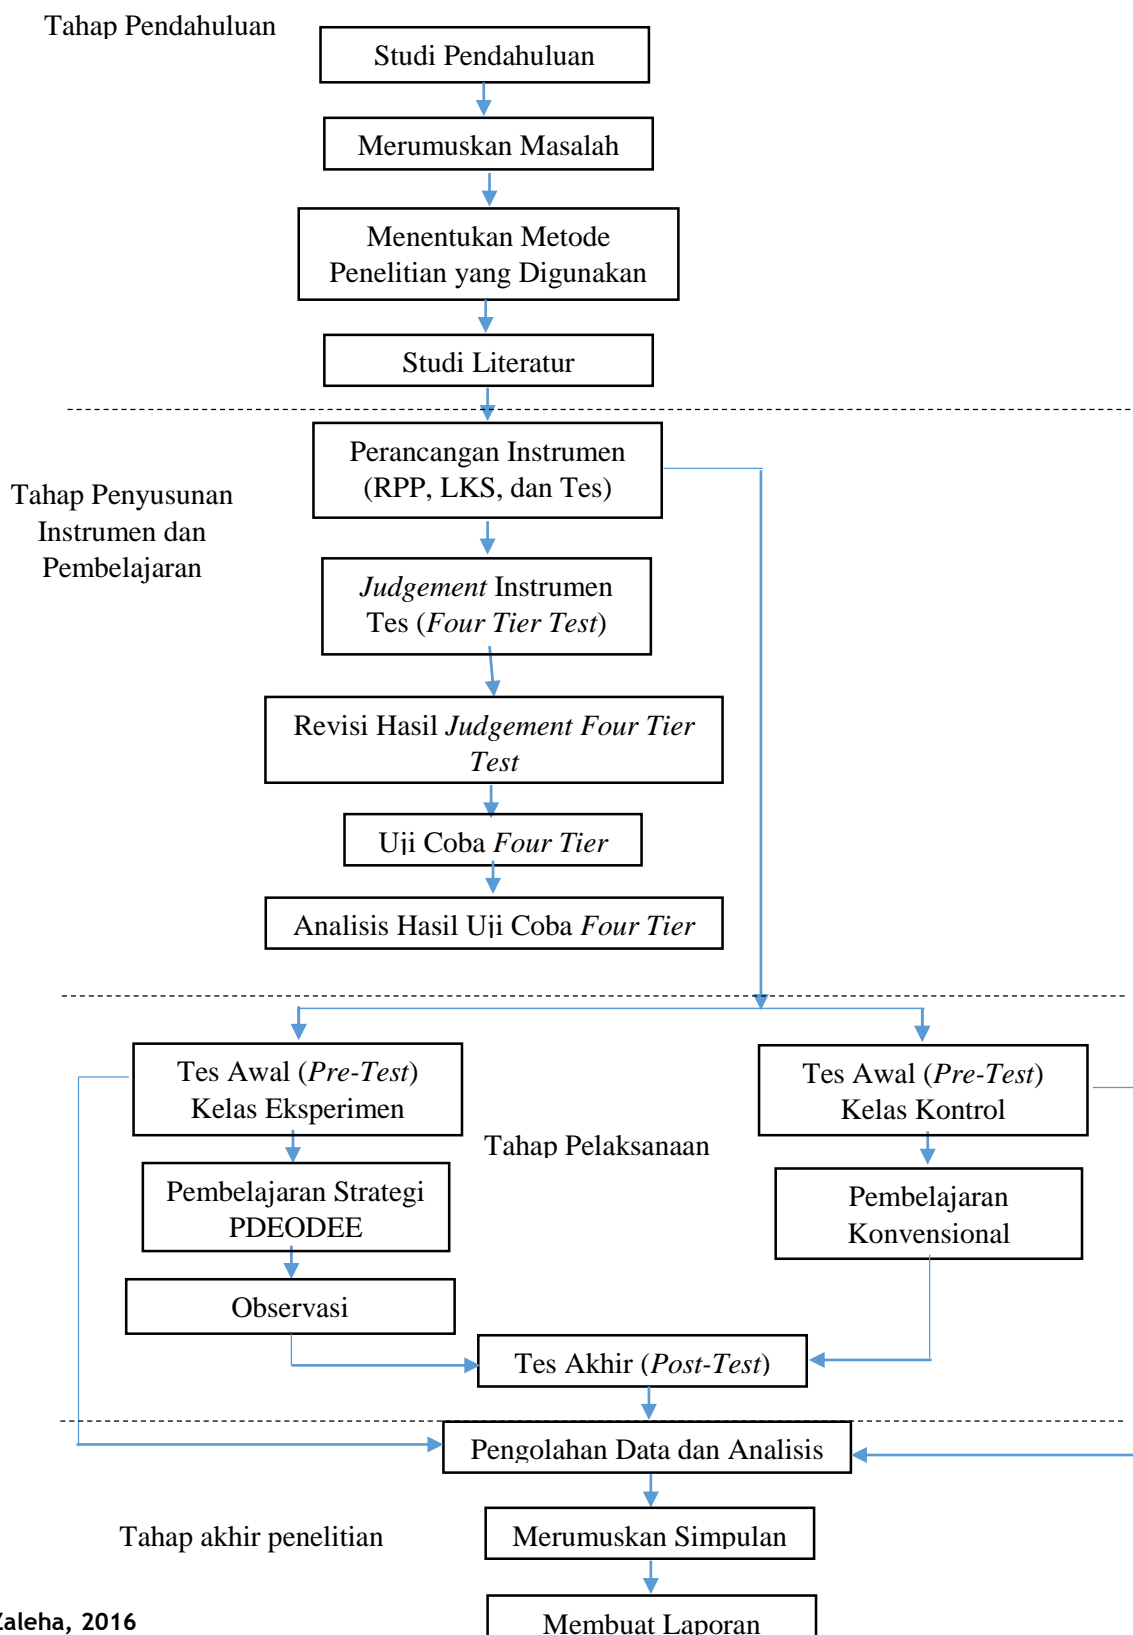 Tahap Pendahuluan
Studi Pendahuluan
Merumuskan Masalah
Menentukan Metode
Penelitian yang Digunakan
Studi Literatur
Perancangan Instrumen
(RPP, LKS, dan Tes)
Tahap Penyusunan
Instrumen dan
Pembelajaran
Judgement Instrumen
Tes (Four Tier Test)
Revisi Hasil Judgement Four Tier
Test
Uji Coba Four Tier
Analisis Hasil Uji Coba Four Tier
Tes Awal (Pre-Test)
Kelas Eksperimen
Tes Awal (Pre-Test)
Kelas Kontrol
Tahap Pelaksanaan
Pembelajaran Strategi
PDEODEE
Pembelajaran
Konvensional
Observasi
Tes Akhir (Post-Test)
Pengolahan Data dan Analisis
Tahap akhir penelitian
Merumuskan Simpulan
Membuat Laporan
Zaleha, 2016